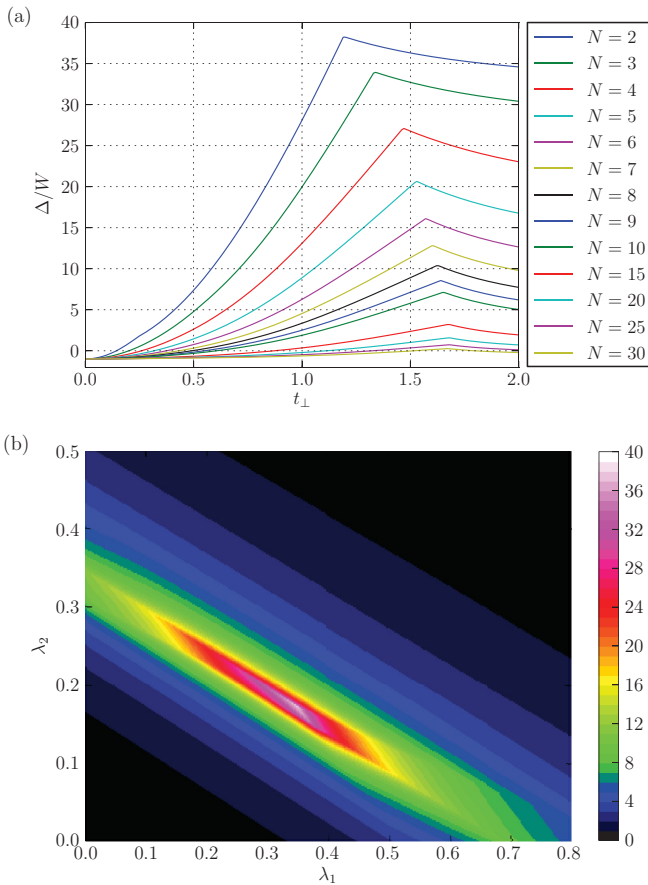 (a)
40
35
30
25
20
15
10
5
0
Δ/W
0.0 0.5 1.0 1.5 2.0
t⊥
N = 2
N = 3
N = 4
N = 5
N = 6
N = 7
N = 8
N = 9
N = 10
N = 15
N = 20
N = 25
N = 30
(b)
0.5
0.4
0.3
0.2
0.1
0.0
λ2
0.0 0.1 0.2 0.3 0.4 0.5 0.6 0.7 0.8
λ1
40
36
32
28
24
20
16
12
8
4
0